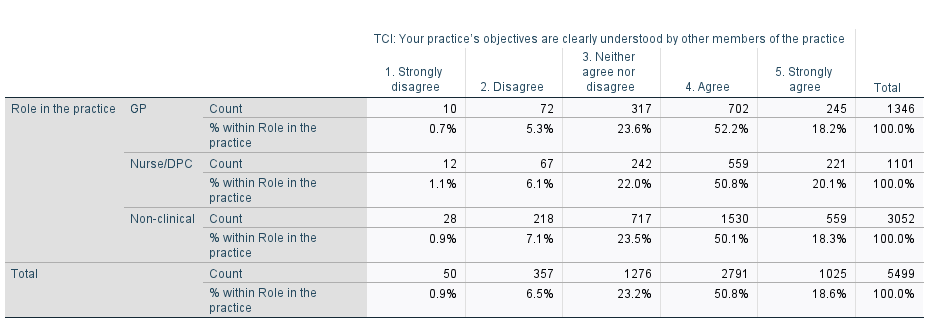 TCI: Your practice's objectives are clearly understood by other members of the practice
1. Strongly disagree 2. Disagree 3. Neither agree nor disagree 4. Agree 5. Strongly agree Total
Role in the practice GP Count 10 72 317 702 245 1346
% within Role in the practice 0.7% 5.3% 23.6% 52.2% 18.2% 100.0%
Nurse/DPC Count 12 67 242 559 221 1101
% within Role in the practice 1.1% 6.1% 22.0% 50.8% 20.1% 100.0%
Non-clinical Count 28 218 717 1530 559 3052
% within Role in the practice 0.9% 7.1% 23.5% 50.1% 18.3% 100.0%
Total Count 50 357 1276 2791 1025 5499
% within Role in the practice 0.9% 6.5% 23.2% 50.8% 18.6% 100.0%